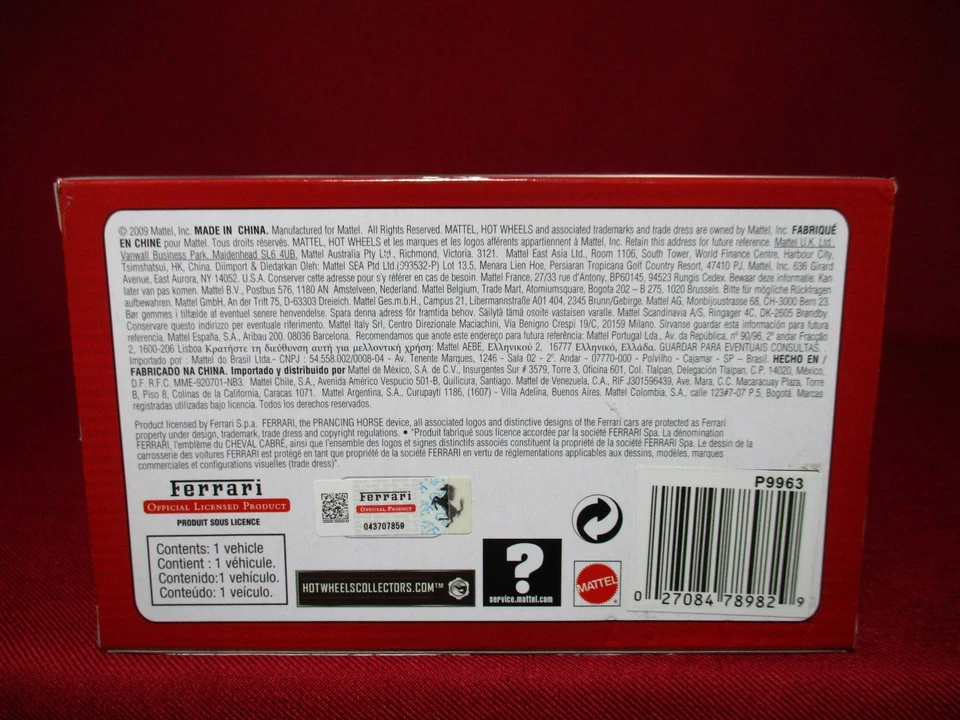 © 2009 Mattel, Inc. MADE IN CHINA. Manufactured for Mattel. All Rights Reserved. MATTEL, HOT WHEELS and associated trademarks and trade dress are owned by Mattel, Inc. FABRIQUÉ
EN CHINE pour Mattel. Tous droits réservés. MATTEL, HOT WHEELS et les marques et les logos afférents appartiennent à Mattel, Inc. Retain this address for future reference. Mattel U.K. Ltd.,
Vanwall Business Park, Maidenhead SL6 4UB. Mattel Australia Pty Ltd., Richmond, Victoria. 3121. Mattel East Asia Ltd., Room 1106, South Tower, World Finance Centre, Harbour City,
Tsimshatsui, HK, China. Diimport & Diedarkan Oleh: Mattel SEA Ptd Ltd.(993532-P) Lot 13.5, Menara Lien Hoe, Persiaran Tropicana Golf Country Resort, 47410 PJ. Mattel, Inc. 636 Girard
Avenue, East Aurora, NY 14052, U.S.A. Conserver cette adresse pour s'y référer en cas de besoin. Mattel France, 27/33 rue d'Antony, BP60145, 94523 Rungis Cedex. Bewaar deze informatie. Kan
later van pas komen. Mattel B.V., Postbus 576, 1180 AN Amstelveen, Nederland. Mattel Belgium, Trade Mart, Atomiumsquare, Bogota 202 – B 275, 1020 Brussels. Bitte für mögliche Rückfragen
aufbewahren. Mattel GmbH, An der Trift 75, D-63303 Dreieich. Mattel Ges.m.b.H., Campus 21, Libermannstraße A01 404, 2345 Brunn/Gebirge. Mattel AG, Monbijoustrasse 68, CH-3000 Bern 23.
Bør gemmes i tilfælde af eventuel senere henvendelse. Spara denna adress för framtida behov. Säilytä tämä osoite vastaisen varalle. Mattel Scandinavia A/S, Ringager 4C, DK-2605 Brøndby.
Conservare questo indirizzo per eventuale riferimento. Mattel Italy Srl, Centro Direzionale Maciachini, Via Benigno Crespi 19/C, 20159 Milano. Sírvanse guardar esta información para futura
referencia. Mattel España, S.A., Aribau 200. 08036 Barcelona. Recomendamos que anote este endereço para futura referência: Mattel Portugal Lda., Av. da República, nº 90/96, 2º andar Fracção
2, 1600-206 Lisboa Κρατήστε τη διεύθυνση αυτή για μελλοντική χρήση: Mattel AEBE, Ελληνικού 2, 16777 Ελληνικό, Ελλάδα. GUARDAR PARA EVENTUAIS CONSULTAS.
Importado por : Mattel do Brasil Ltda.- CNPJ : 54.558.002/0008-04 - Av. Tenente Marques, 1246 - Sala 02 - 2º. Andar - 07770-000 - Polvilho - Cajamar – SP – Brasil. HECHO EN /
FABRICADO NA CHINA. Importado y distribuido por Mattel de México, S.A. de C.V., Insurgentes Sur # 3579, Torre 3, Oficina 601, Col. Tlalpan, Delegación Tlalpan, C.P. 14020, México,
D.F. R.F.C. MME-920701-NB3. Mattel Chile, S.A., Avenida Américo Vespucio 501-B, Quilicura, Santiago. Mattel de Venezuela, C.A., RIF J301596439, Ave. Mara, C.C. Macaracuay Plaza, Torre
B, Piso 8, Colinas de la California, Caracas 1071. Mattel Argentina, S.A., Curupaytí 1186, (1607) - Villa Adelina, Buenos Aires. Mattel Colombia, S.A., calle 123#7-07 P.5, Bogotá. Marcas
registradas utilizadas bajo licencia. Todos los derechos reservados.
Product licensed by Ferrari S.p.a. FERRARI, the PRANCING HORSE device, all associated logos and distinctive designs of the Ferrari cars are protected as Ferrari
property under design, trademark, trade dress and copyright regulations. • "Produit fabriqué sous licence accordée par la société FERRARI Spa. La dénomination
FERRARI, l'emblème du CHEVAL CABRÉ, ainsi que l'ensemble des logos et signes distinctifs associés constituent la propriété de la société FERRARI Spa. Le dessin de la
carrosserie des voitures FERRARI est protégé en tant que propriété de la société FERRARI en vertu de réglementations applicables aux dessins, modèles, marques
commerciales et configurations visuelles (trade dress)".
Ferrari
OFFICIAL LICENSED PRODUCT
PRODUIT SOUS LICENCE
Ferrari
OFFICIAL PRODUCT
043707859
P9963
Contents: 1 vehicle
Contient : 1 véhicule.
Contenido:1 vehículo.
Conteúdo: 1 veículo.
HOTWHEELSCOLLECTORS.COM™
?
service.mattel.com
MATTEL
0 27084 78982 9